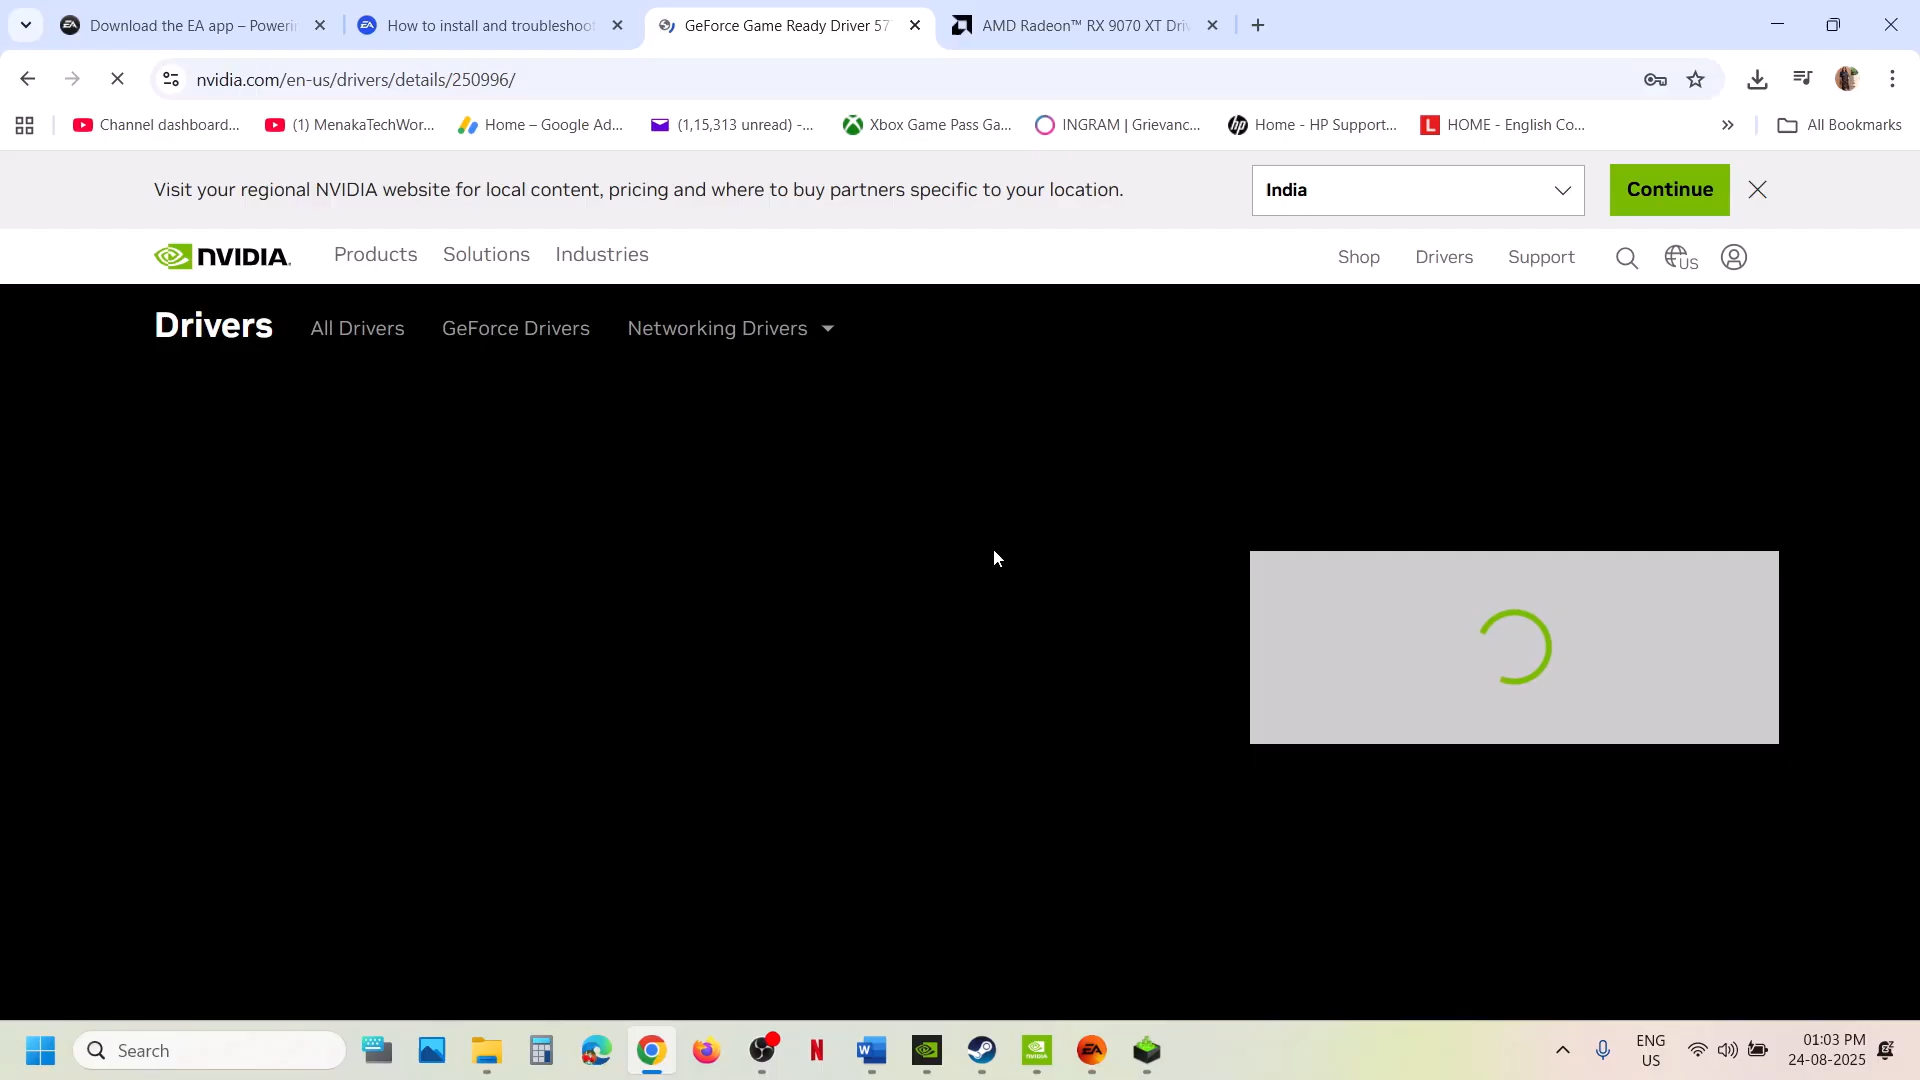 Download the EA app – Poweri
How to install and troubleshoot
GeForce Game Ready Driver 57
AMD Radeon™ RX 9070 XT Dri
nvidia.com/en-us/drivers/details/250996/
Channel dashboard...
(1) MenakaTechWor...
Home – Google Ad...
(1,15,313 unread) -...
Xbox Game Pass Ga...
INGRAM | Grievanc...
Home - HP Support...
HOME - English Co...
All Bookmarks
Visit your regional NVIDIA website for local content, pricing and where to buy partners specific to your location.
India
Continue
NVIDIA.
Products
Solutions
Industries
Shop
Drivers
Support
US
Drivers
All Drivers
GeForce Drivers
Networking Drivers
Search
ENG
US
01:03 PM
24-08-2025